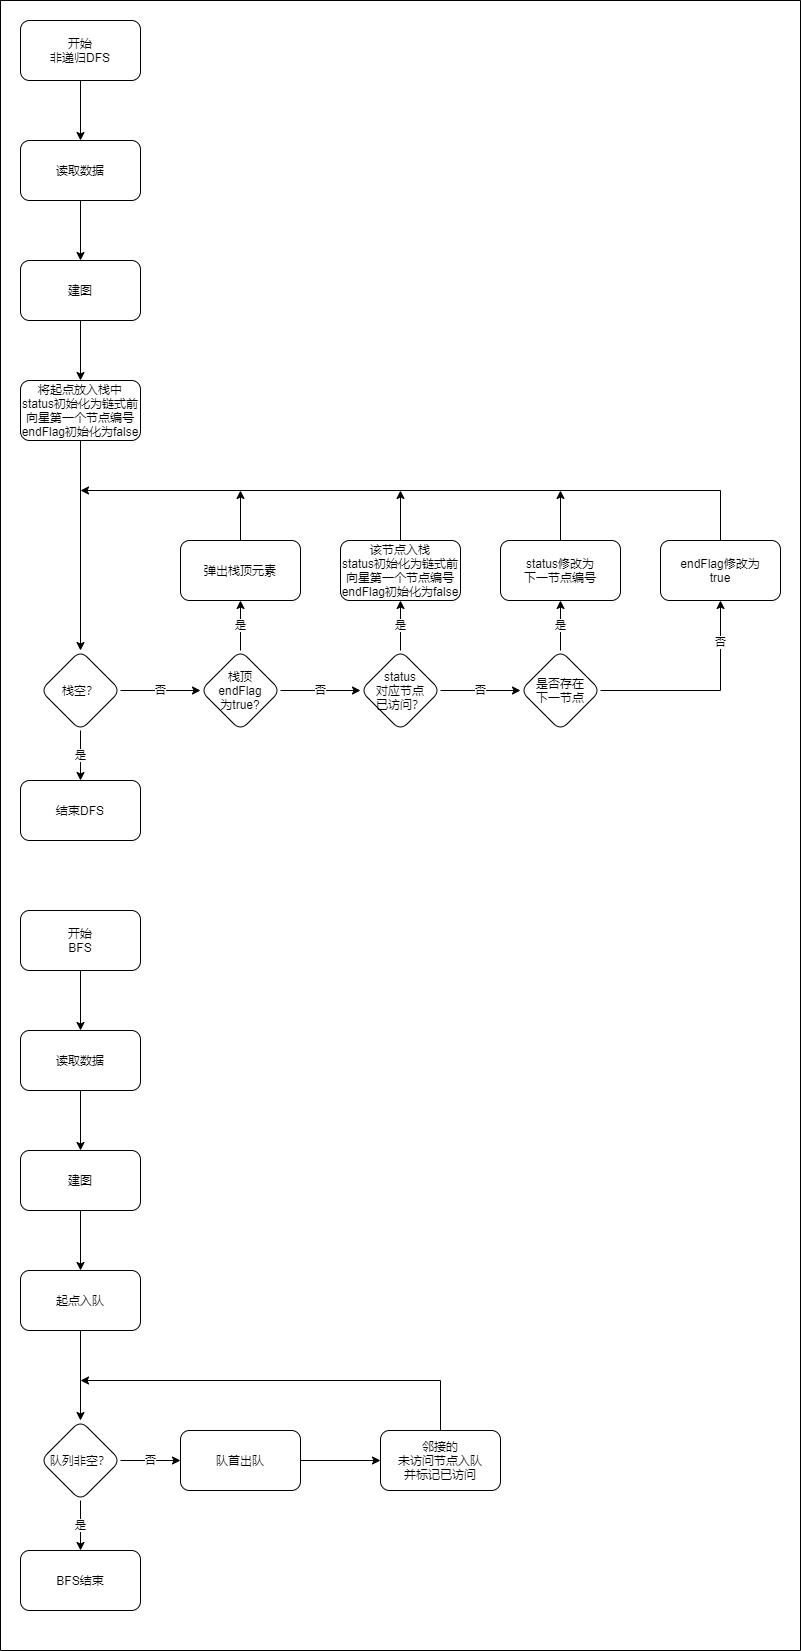 开始
非递归DFS
读取数据
建图
将起点放入栈中
status初始化为链式前
向星第一个节点编号
endFlag初始化为false
弹出栈顶元素
该节点入栈
status初始化为链式前
向星第一个节点编号
endFlag初始化为false
status修改为
下一节点编号
endFlag修改为
true
是
是
是
否
栈空?
否
栈顶
endFlag
为true?
否
status
对应节点
已访问?
否
是否存在
下一节点
是
结束DFS
开始
BFS
读取数据
建图
起点入队
队列非空?
否
队首出队
邻接的
未访问节点入队
并标记已访问
是
BFS结束